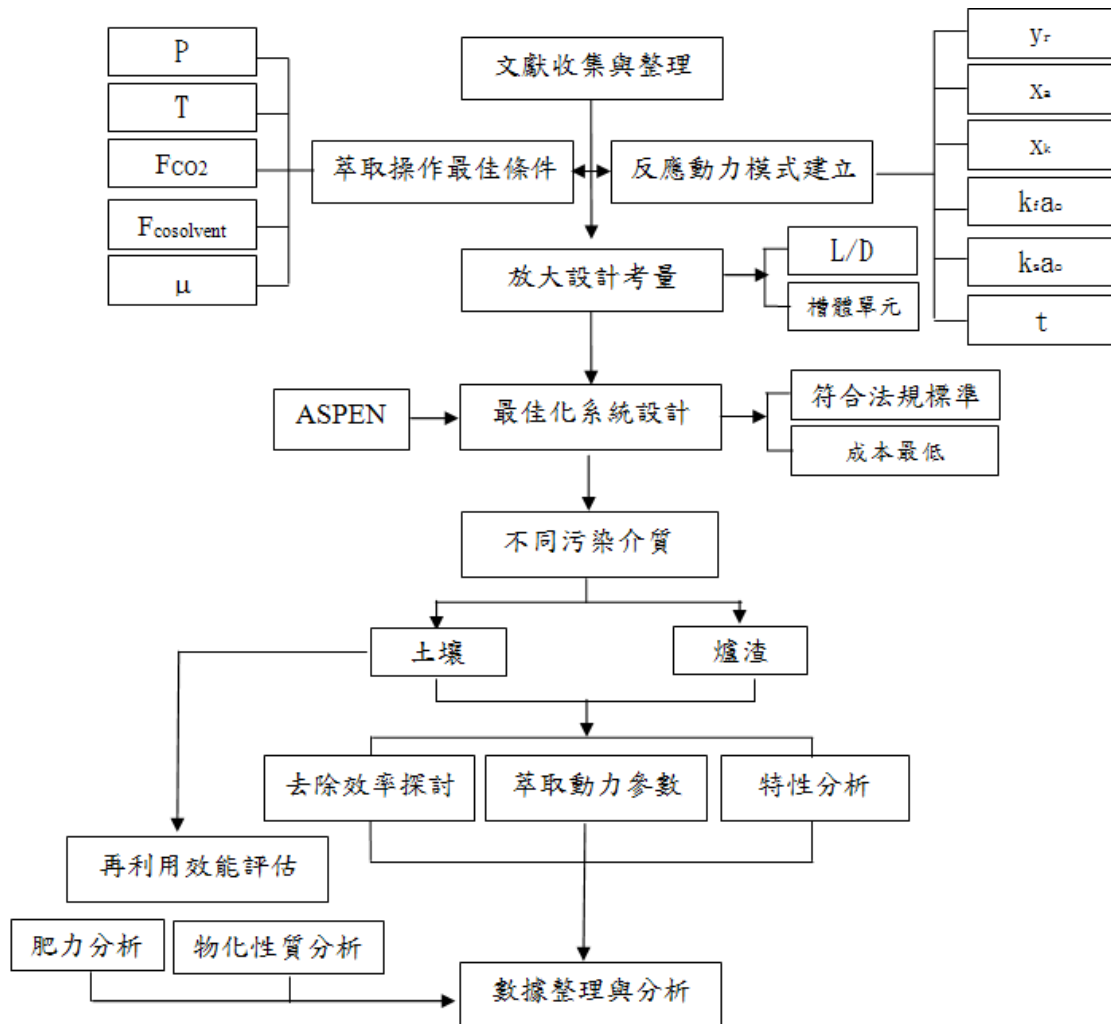 文獻收集與整理
P
T
FCO2
Fcosolvent
μ
萃取操作最佳條件
反應動力模式建立
yr
xa
xk
kfao
ksao
t
放大設計考量
L/D
槽體單元
ASPEN
最佳化系統設計
符合法規標準
成本最低
不同污染介質
土壤
爐渣
去除效率探討
萃取動力參數
特性分析
再利用效能評估
肥力分析
物化性質分析
數據整理與分析